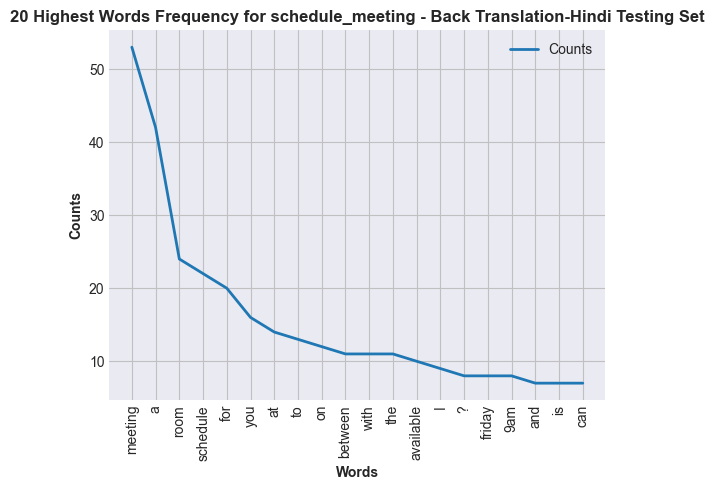 20 Highest Words Frequency for schedule_meeting - Back Translation-Hindi Testing Set
Counts
50
40
30
20
10
Counts
meeting
a
room
schedule
for
you
at
to
on
between
with
the
available
I
?
friday
9am
and
is
can
Words